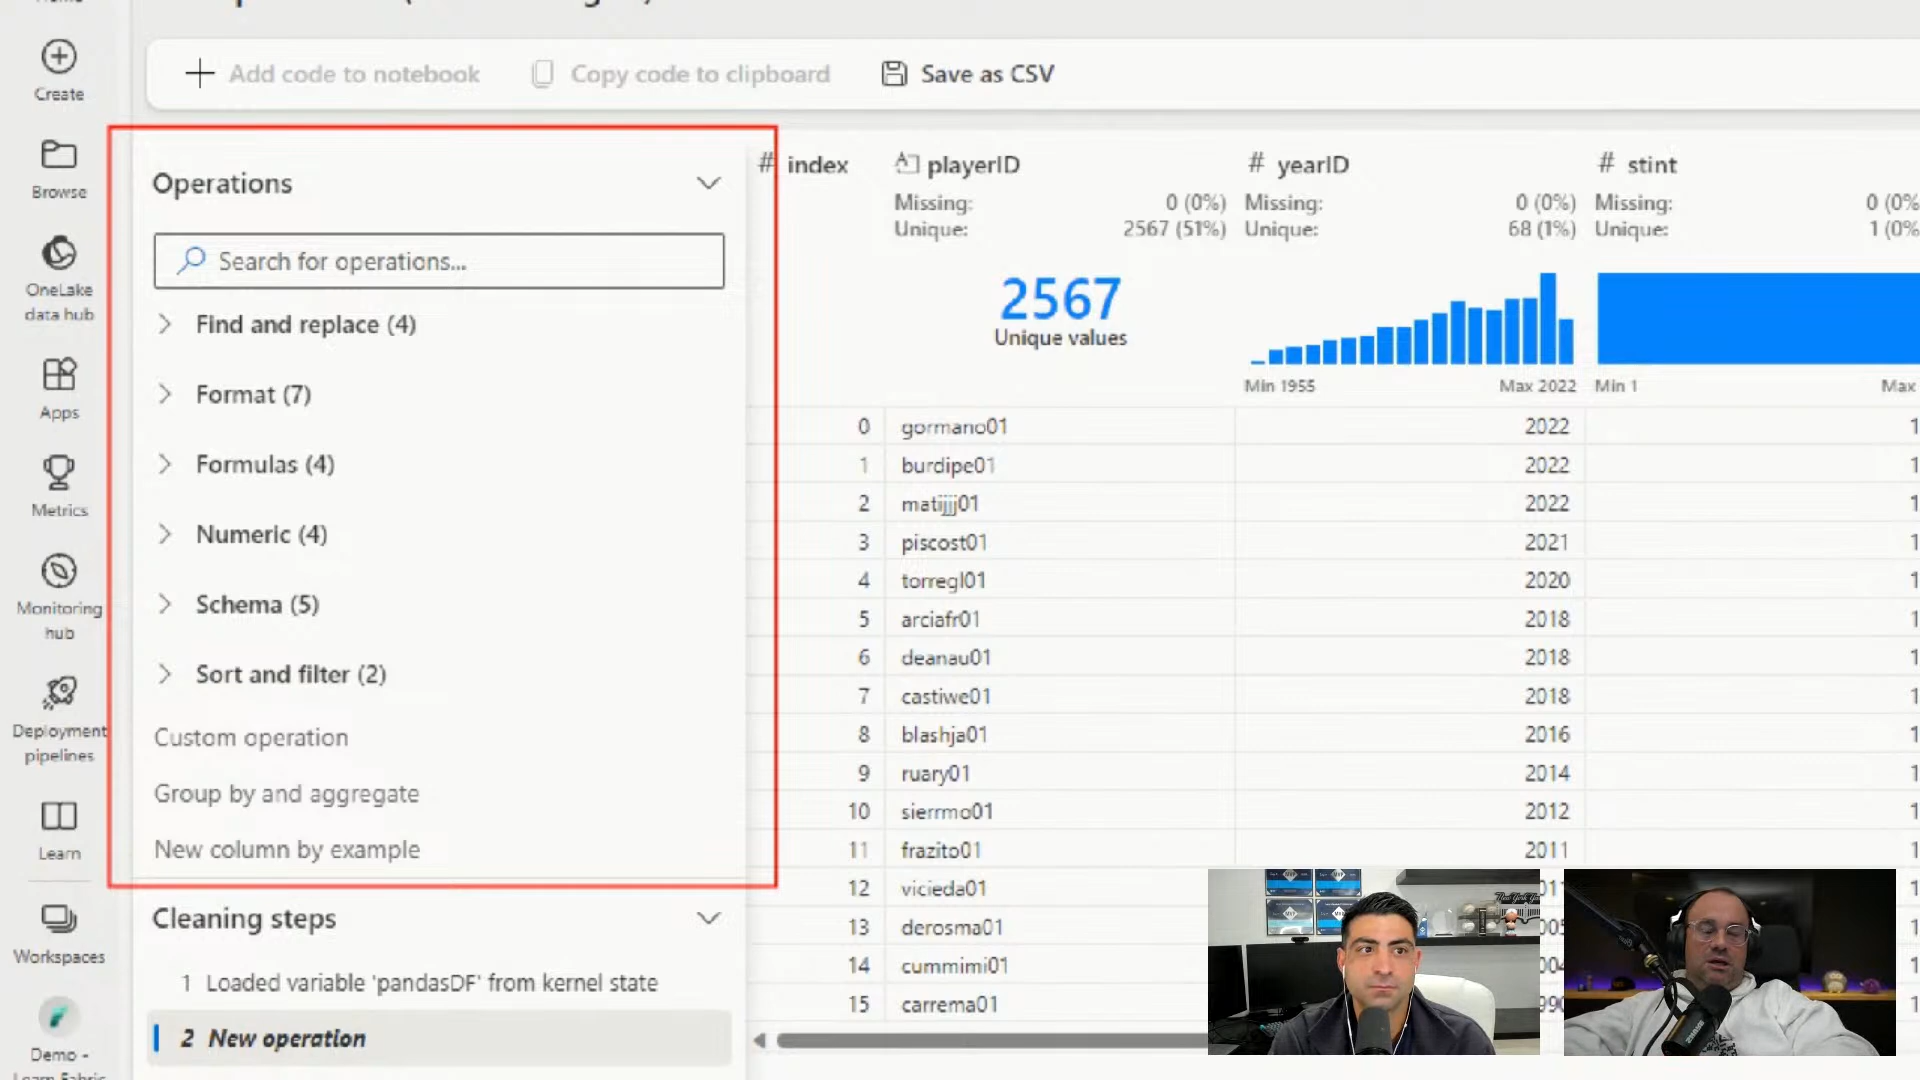 Create
Browse
OneLake
data hub
Apps
Metrics
Monitoring
hub
Deployment
pipelines
Learn
Workspaces
Demo -
Learn Fabric
Add code to notebook
Copy code to clipboard
Save as CSV
Operations
Search for operations...
Find and replace (4)
Format (7)
Formulas (4)
Numeric (4)
Schema (5)
Sort and filter (2)
Custom operation
Group by and aggregate
New column by example
Cleaning steps
1 Loaded variable 'pandasDF' from kernel state
2 New operation
# index
playerID
# yearID
# stint
Missing: 0 (0%)
Missing: 0 (0%)
Missing: 0 (0%
Unique: 2567 (51%)
Unique: 68 (1%)
Unique: 1 (0%
2567
Unique values
Min 1955 Max 2022
Min 1 Max
0 gormano01 2022 1
1 burdipe01 2022 1
2 matijjj01 2022 1
3 piscost01 2021 1
4 torregl01 2020 1
5 arciafr01 2018 1
6 deanau01 2018 1
7 castiwe01 2018 1
8 blashja01 2016 1
9 ruary01 2014 1
10 sierrmo01 2012 1
11 frazito01 2011 1
12 vicieda01
13 derosma01
14 cummimi01
15 carrema01